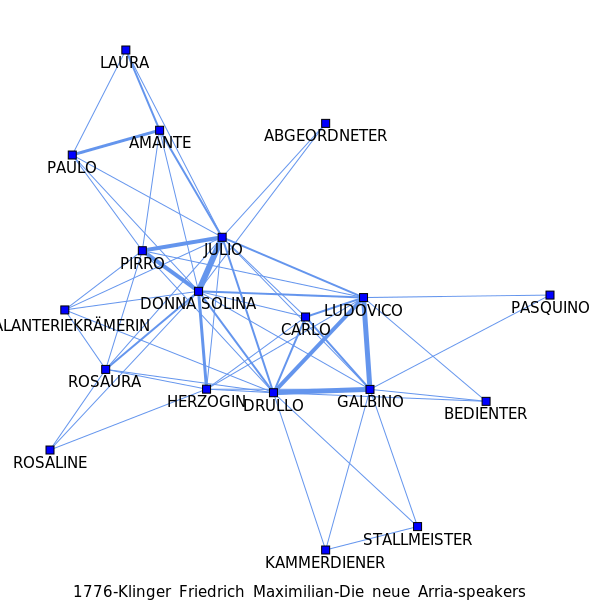 LAURA
AMANTE
ABGEORDNETER
PAULO
JULIO
PIRRO
DONNA SOLINA
LUDOVICO
PASQUINO
CARLO
ALANTERIEKRÄMERIN
ROSAURA
HERZOGIN
DRULLO
GALBINO
BEDIENTER
ROSALINE
STALLMEISTER
KAMMERDIENER
1776-Klinger Friedrich Maximilian-Die neue Arria-speakers